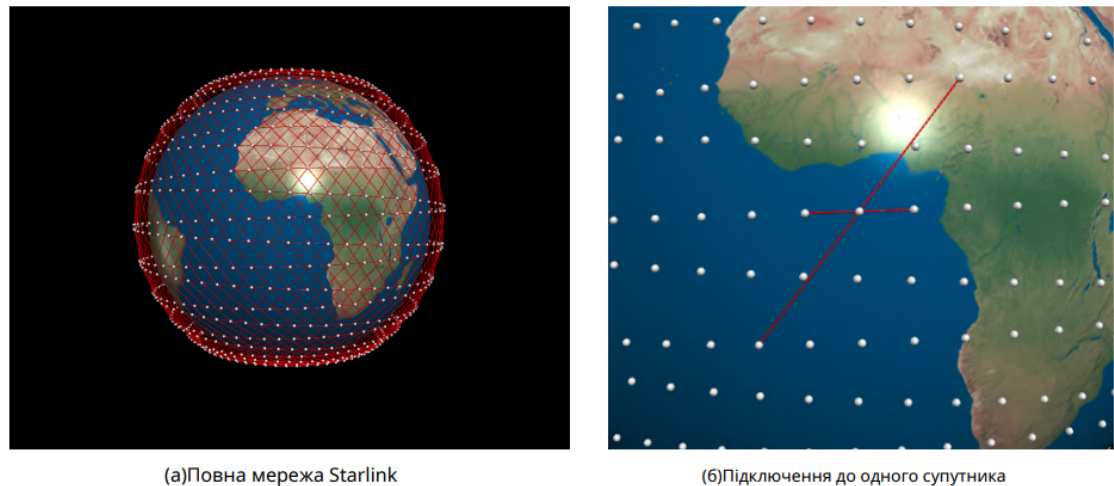 (а)Повна мережа Starlink
(б)Підключення до одного супутника